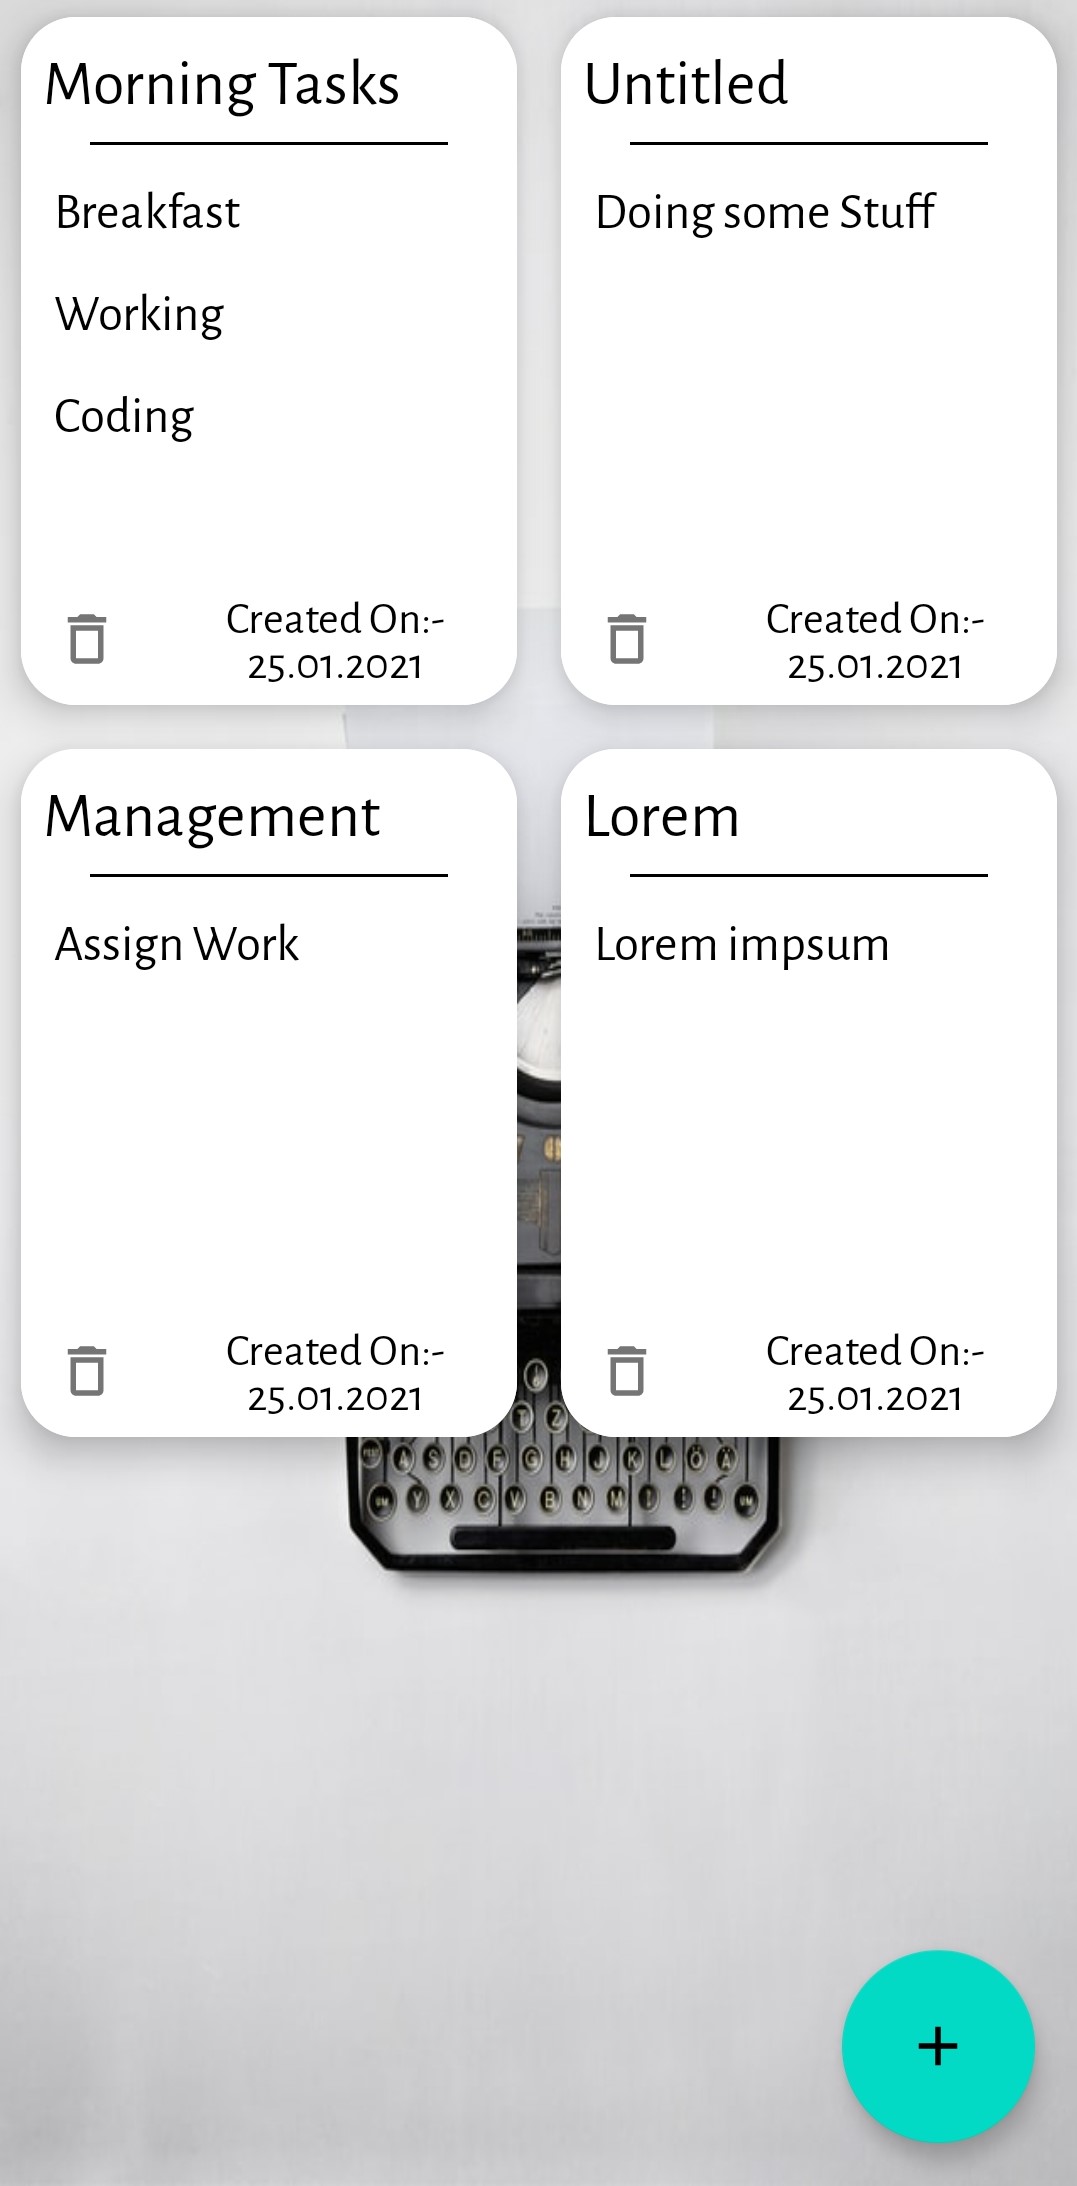 Morning Tasks
Breakfast
Working
Coding
Created On:-
25.01.2021
Untitled
Doing some Stuff
Created On:-
25.01.2021
Management
Assign Work
Created On:-
25.01.2021
Lorem
Lorem impsum
Created On:-
25.01.2021
T Z
A S D F G H J K L Ö Ä
Y X C V B N M
+